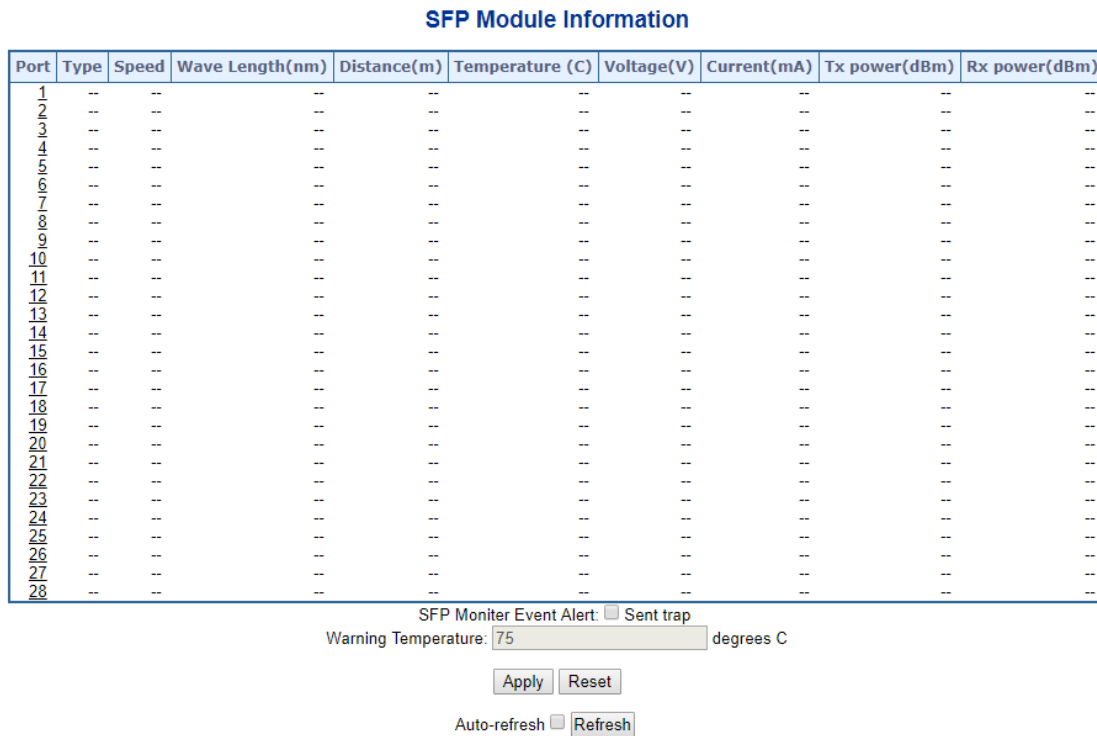 SFP Module Information
Port Type Speed Wave Length(nm) Distance(m) Temperature (C) Voltage(V) Current(mA) Tx power(dBm) Rx power(dBm)
1 -- -- -- -- -- -- -- -- --
2 -- -- -- -- -- -- -- -- --
3 -- -- -- -- -- -- -- -- --
4 -- -- -- -- -- -- -- -- --
5 -- -- -- -- -- -- -- -- --
6 -- -- -- -- -- -- -- -- --
7 -- -- -- -- -- -- -- -- --
8 -- -- -- -- -- -- -- -- --
9 -- -- -- -- -- -- -- -- --
10 -- -- -- -- -- -- -- -- --
11 -- -- -- -- -- -- -- -- --
12 -- -- -- -- -- -- -- -- --
13 -- -- -- -- -- -- -- -- --
14 -- -- -- -- -- -- -- -- --
15 -- -- -- -- -- -- -- -- --
16 -- -- -- -- -- -- -- -- --
17 -- -- -- -- -- -- -- -- --
18 -- -- -- -- -- -- -- -- --
19 -- -- -- -- -- -- -- -- --
20 -- -- -- -- -- -- -- -- --
21 -- -- -- -- -- -- -- -- --
22 -- -- -- -- -- -- -- -- --
23 -- -- -- -- -- -- -- -- --
24 -- -- -- -- -- -- -- -- --
25 -- -- -- -- -- -- -- -- --
26 -- -- -- -- -- -- -- -- --
27 -- -- -- -- -- -- -- -- --
28 -- -- -- -- -- -- -- -- --
SFP Moniter Event Alert: Sent trap
Warning Temperature: 75 degrees C
Apply Reset
Auto-refresh Refresh